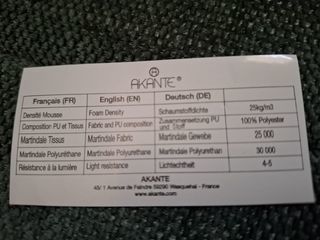 AKANTE®
Français (FR) English (EN) Deutsch (DE)
Densité Mousse Foam Density Schaumstoffdichte 25kg/m3
Composition PU et Tissus Fabric and PU composition Zusammensetzung PU und Stoff 100% Polyester
Martindale Tissus Martindale Fabric Martindale Gewebe 25 000
Martindale Polyuréthane Martindale Polyurethan Martindale Polyurethan 30 000
Résistance à la lumière Light resistance Lichtechtheit 4-5
AKANTE
45/ 1 Avenue de Flandre 59290 Wasquehal - France
www.akante.com